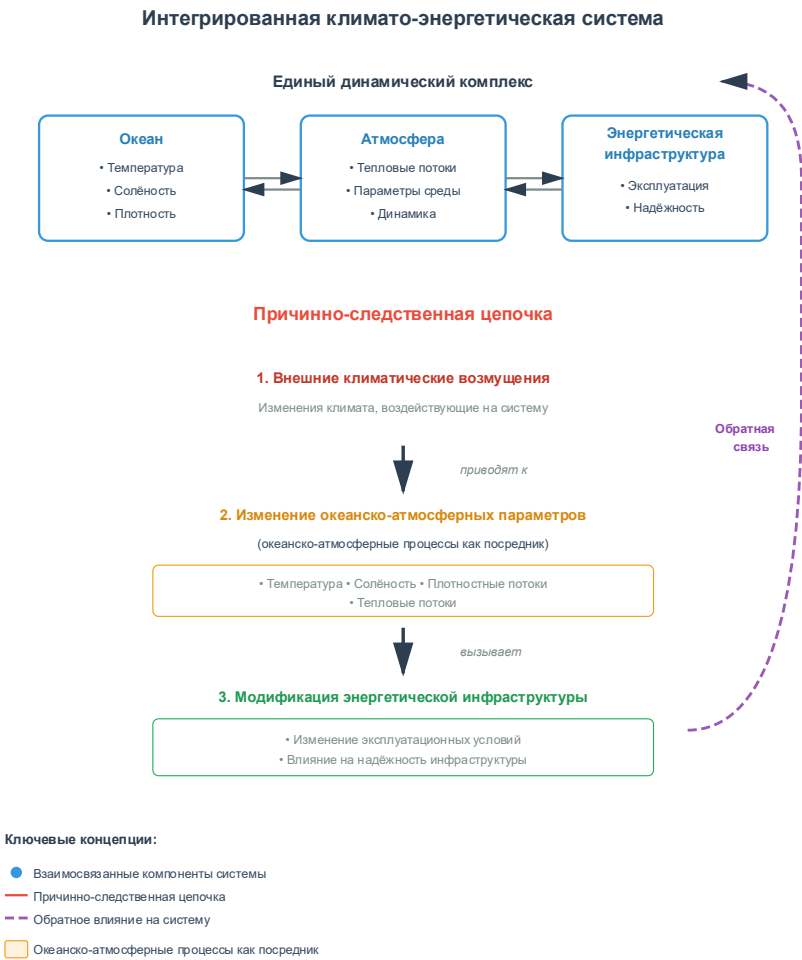 Интегрированная климато-энергетическая система
Единый динамический комплекс
Океан
• Температура
• Солёность
• Плотность
Атмосфера
• Тепловые потоки
• Параметры среды
• Динамика
Энергетическая
инфраструктура
• Эксплуатация
• Надёжность
Причинно-следственная цепочка
1. Внешние климатические возмущения
Изменения климата, воздействующие на систему
приводят к
Обратная
связь
2. Изменение океанско-атмосферных параметров
(океанско-атмосферные процессы как посредник)
• Температура • Солёность • Плотностные потоки
• Тепловые потоки
вызывает
3. Модификация энергетической инфраструктуры
• Изменение эксплуатационных условий
• Влияние на надёжность инфраструктуры
Ключевые концепции:
Взаимосвязанные компоненты системы
Причинно-следственная цепочка
Обратное влияние на систему
Океанско-атмосферные процессы как посредник